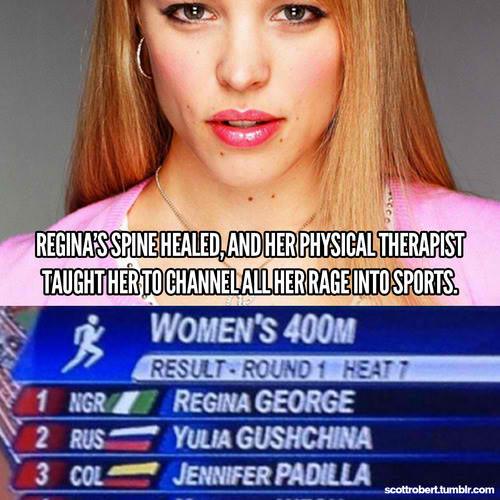 REGINA'S SPINE HEALED, AND HER PHYSICAL THERAPIST
TAUGHT HER TO CHANNEL ALL HER RAGE INTO SPORTS.
WOMEN'S 400M
RESULT - ROUND 1 HEAT 7
1 NGR REGINA GEORGE
2 RUS YULIA GUSHCHINA
3 COL JENNIFER PADILLA
scottrobert.tumblr.com